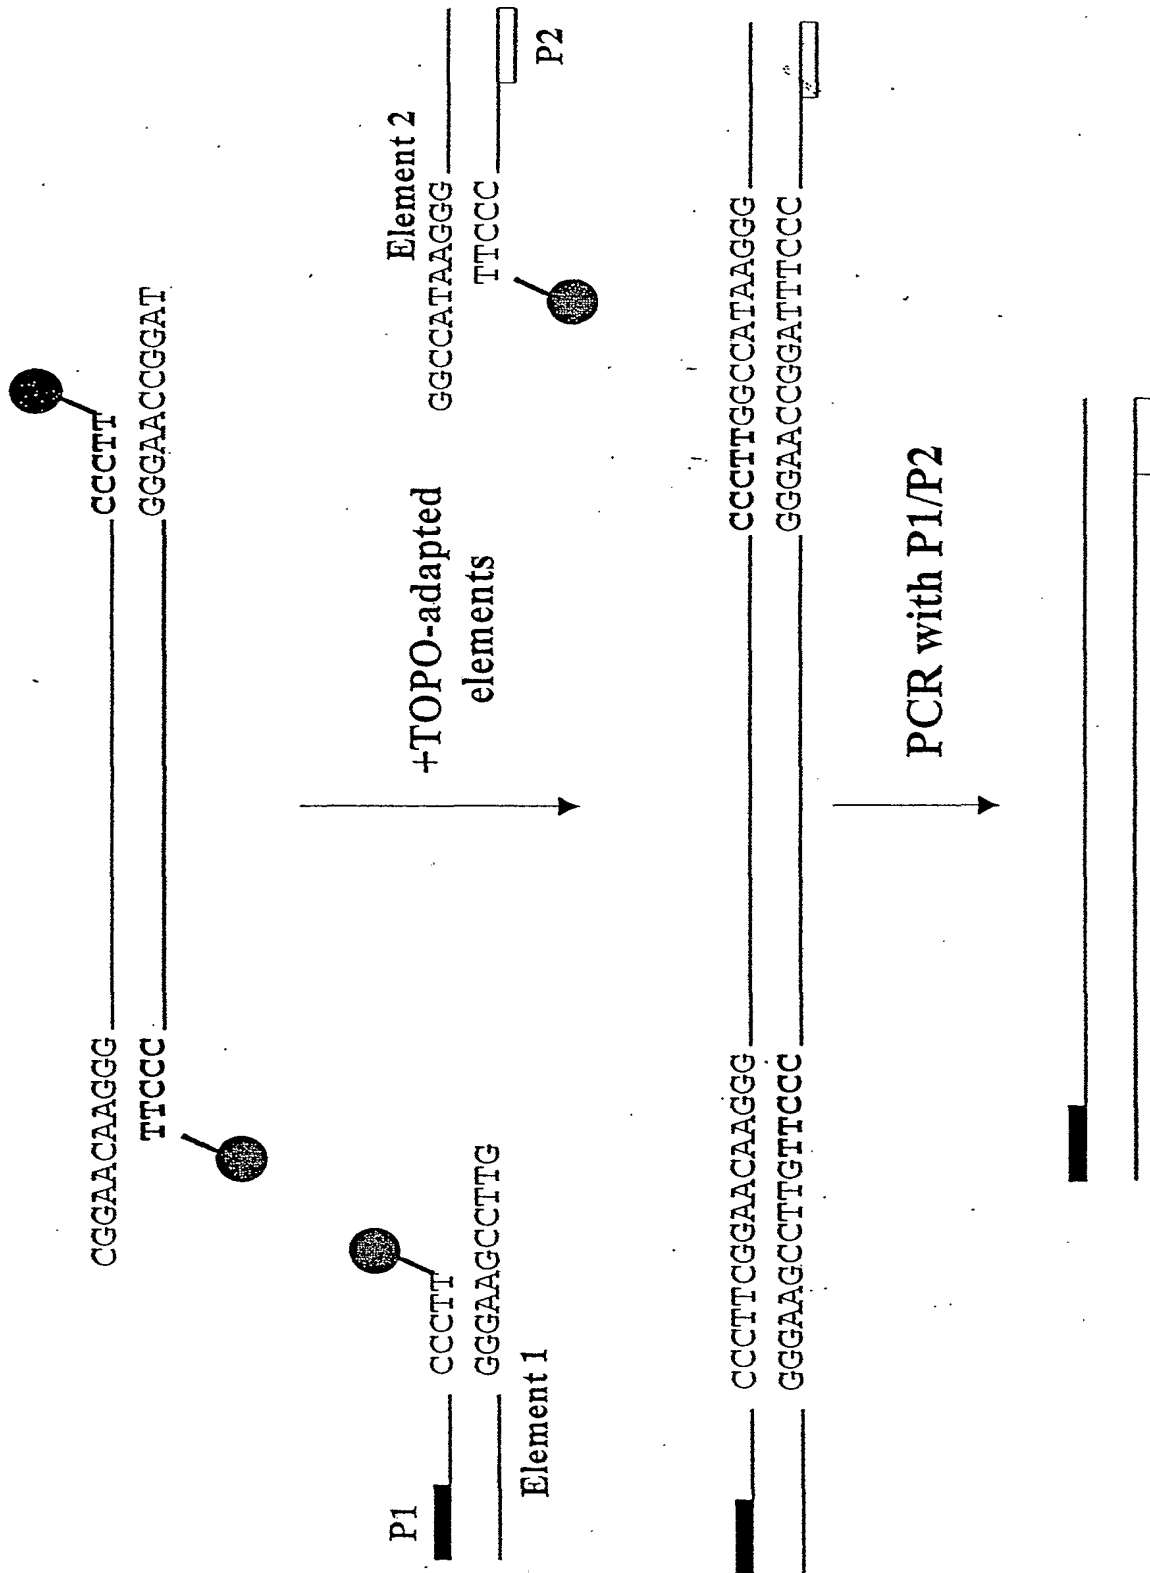 CGGAACAAGGG
CCCTT
TTCCC
GGGAACCGGAT
P1
CCCTT
GGGAAGCCTTG
Element 1
+TOPO-adapted
elements
Element 2
GGCCATAAGGG
TTCCC
P2
CCCTTCGGAACAAGGG
CCCTTGGCCATAAGGG
GGGAAGCCTTGTTCCC
GGGAACCGGATTTCCC
PCR with P1/P2